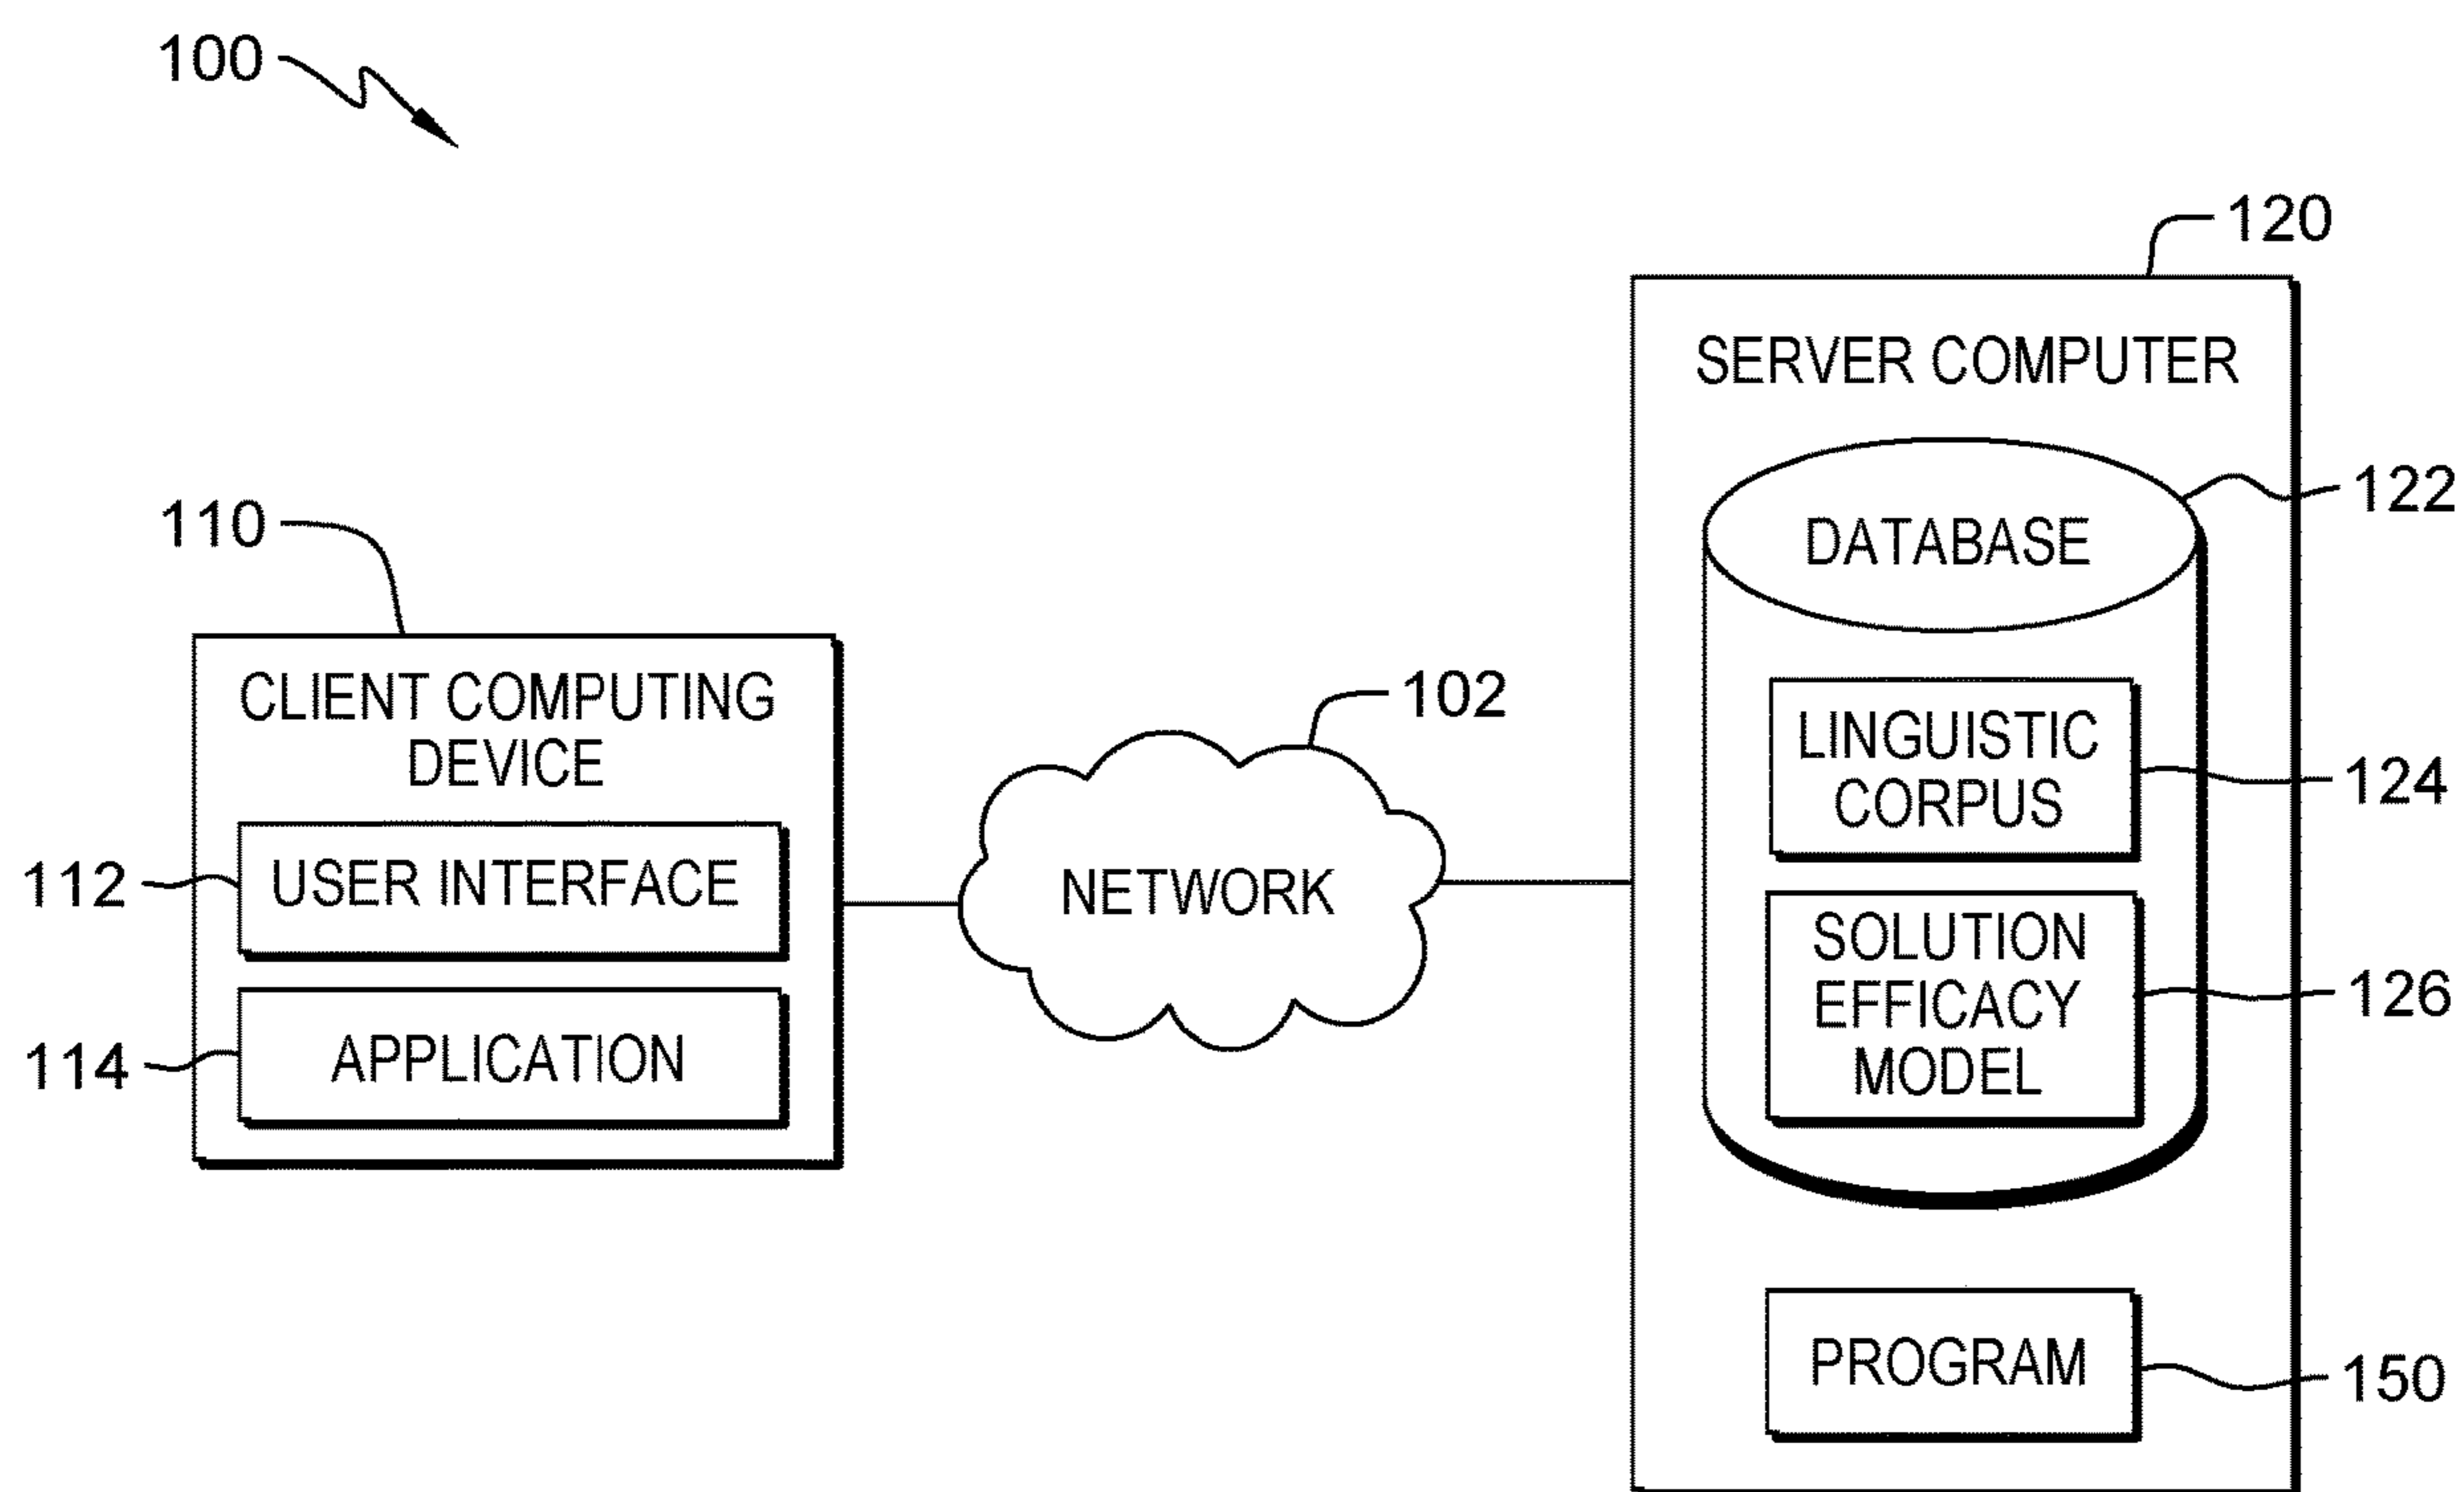 100
120
SERVER COMPUTER
122
DATABASE
110
CLIENT COMPUTING
DEVICE
102
LINGUISTIC
CORPUS
124
112
USER INTERFACE
NETWORK
SOLUTION
EFFICACY
MODEL
126
114
APPLICATION
PROGRAM
150